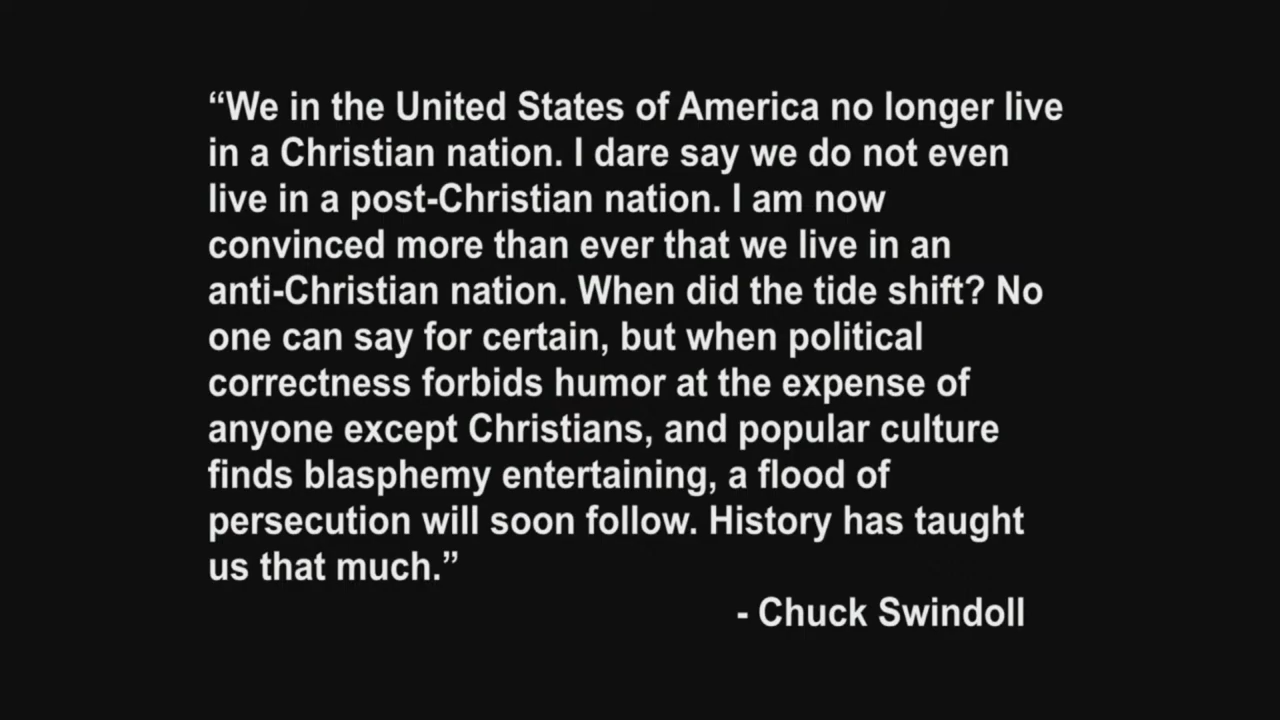 “We in the United States of America no longer live
in a Christian nation. I dare say we do not even
live in a post-Christian nation. I am now
convinced more than ever that we live in an
anti-Christian nation. When did the tide shift? No
one can say for certain, but when political
correctness forbids humor at the expense of
anyone except Christians, and popular culture
finds blasphemy entertaining, a flood of
persecution will soon follow. History has taught
us that much.”
- Chuck Swindoll